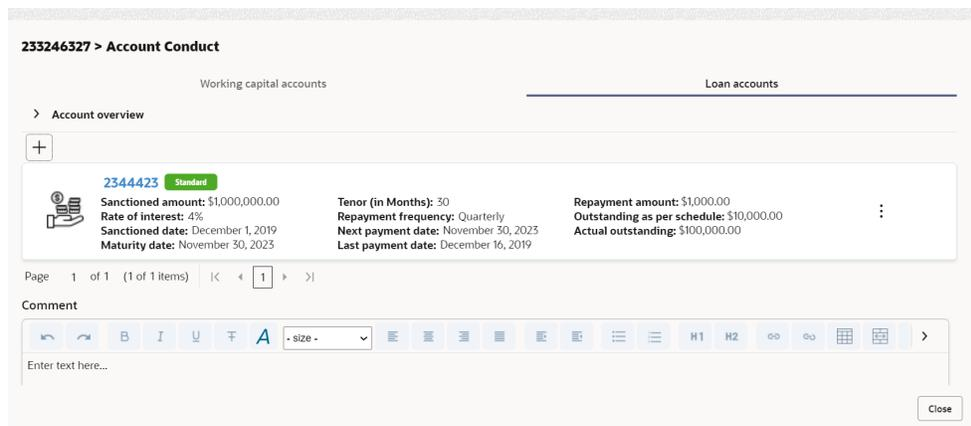 233246327 > Account Conduct
Working capital accounts
Loan accounts
Account overview
2344423 Standard
Sanctioned amount: $1,000,000.00
Rate of interest: 4%
Sanctioned date: December 1, 2019
Maturity date: November 30, 2023
Tenor (in Months): 30
Repayment frequency: Quarterly
Next payment date: November 30, 2023
Last payment date: December 16, 2019
Repayment amount: $1,000.00
Outstanding as per schedule: $10,000.00
Actual outstanding: $100,000.00
Page 1 of 1 (1 of 1 items) 1
Comment
B I U T A - size - H1 H2
Enter text here...
Close